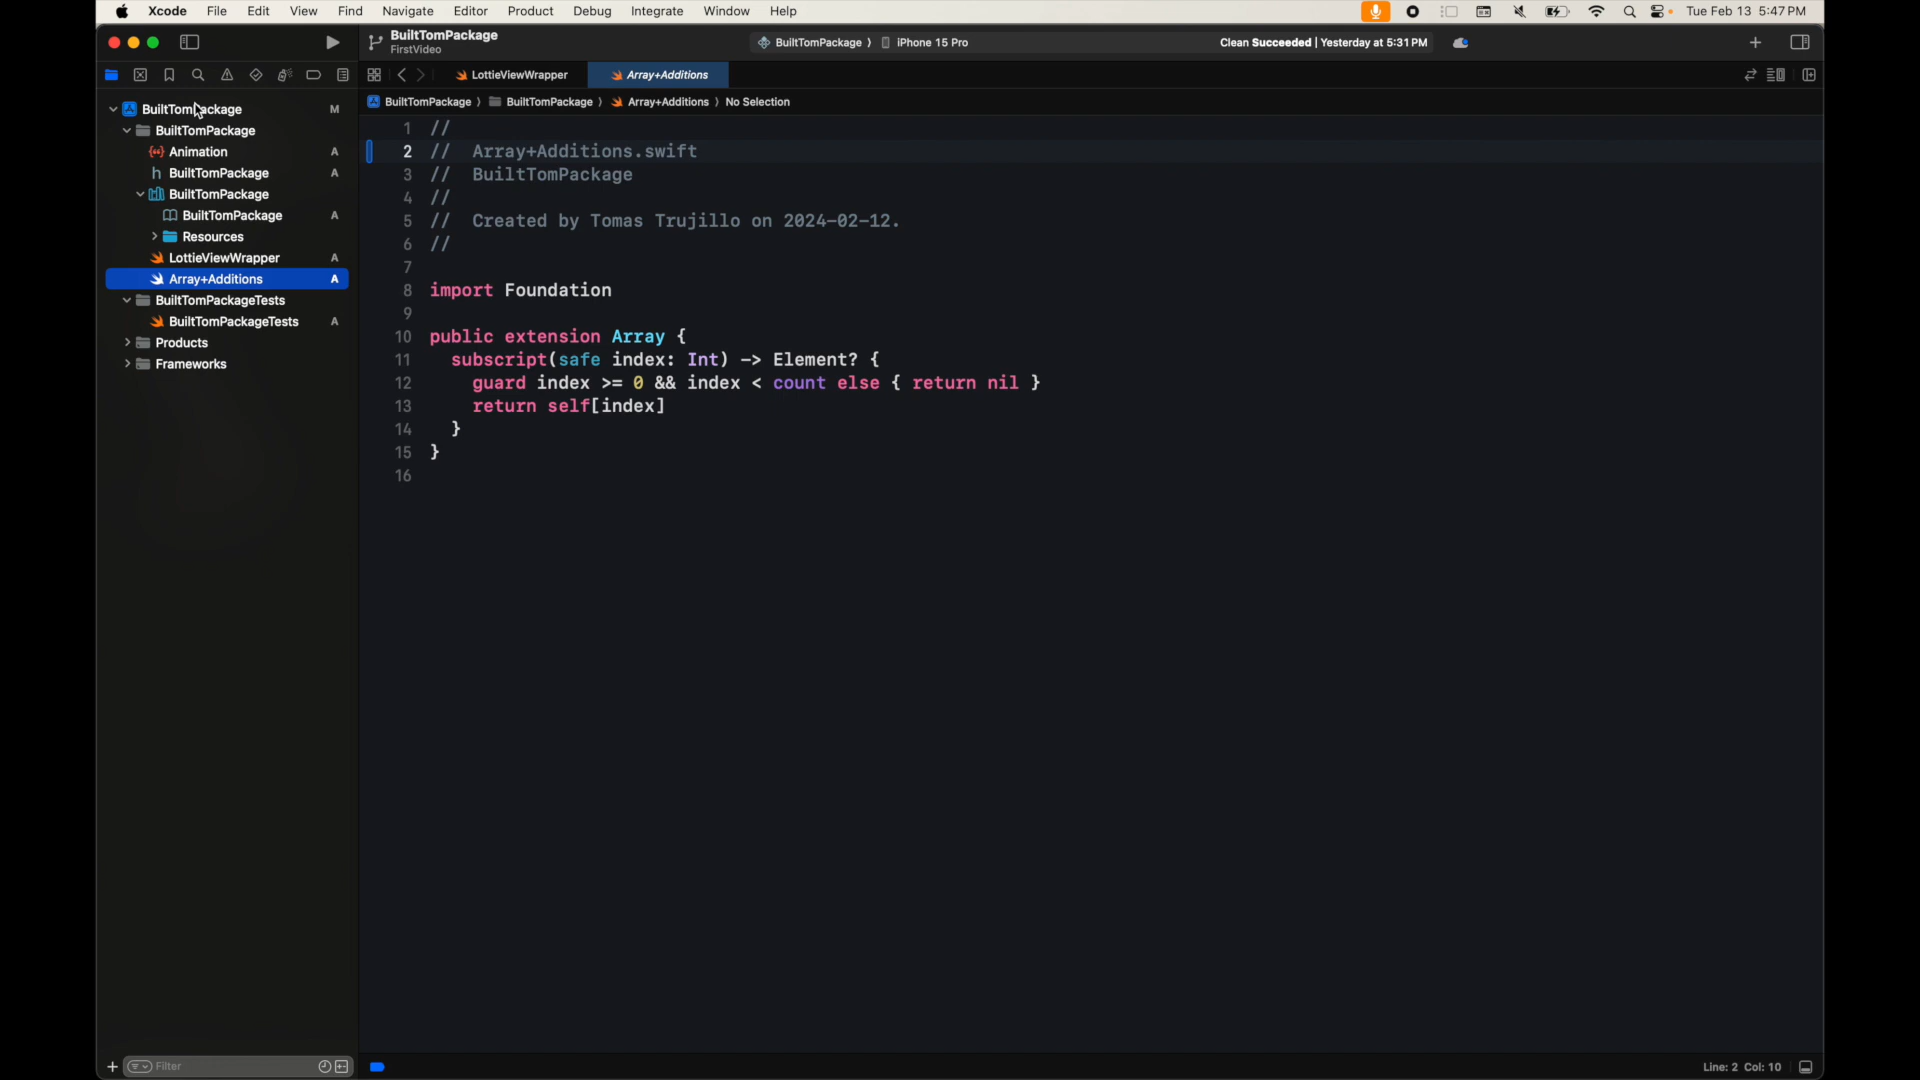 Xcode File Edit View Find Navigate Editor Product Debug Integrate Window Help Tue Feb 13 5:47 PM
BuiltTomPackage
FirstVideo
BuiltTomPackage 〉 iPhone 15 Pro
Clean Succeeded | Yesterday at 5:31 PM
LottieViewWrapper
Array+Additions
BuiltTomPackage 〉 BuiltTomPackage 〉 Array+Additions 〉 No Selection
BuiltTomPackage M
BuiltTomPackage
Animation A
h BuiltTomPackage A
BuiltTomPackage
BuiltTomPackage A
Resources
LottieViewWrapper A
Array+Additions A
BuiltTomPackageTests
BuiltTomPackageTests A
Products
Frameworks
1 //
2 // Array+Additions.swift
3 // BuiltTomPackage
4 //
5 // Created by Tomas Trujillo on 2024-02-12.
6 //
7
8 import Foundation
9
10 public extension Array {
11 subscript(safe index: Int) -> Element? {
12 guard index >= 0 && index < count else { return nil }
13 return self[index]
14 }
15 }
16
Filter
Line: 2 Col: 10